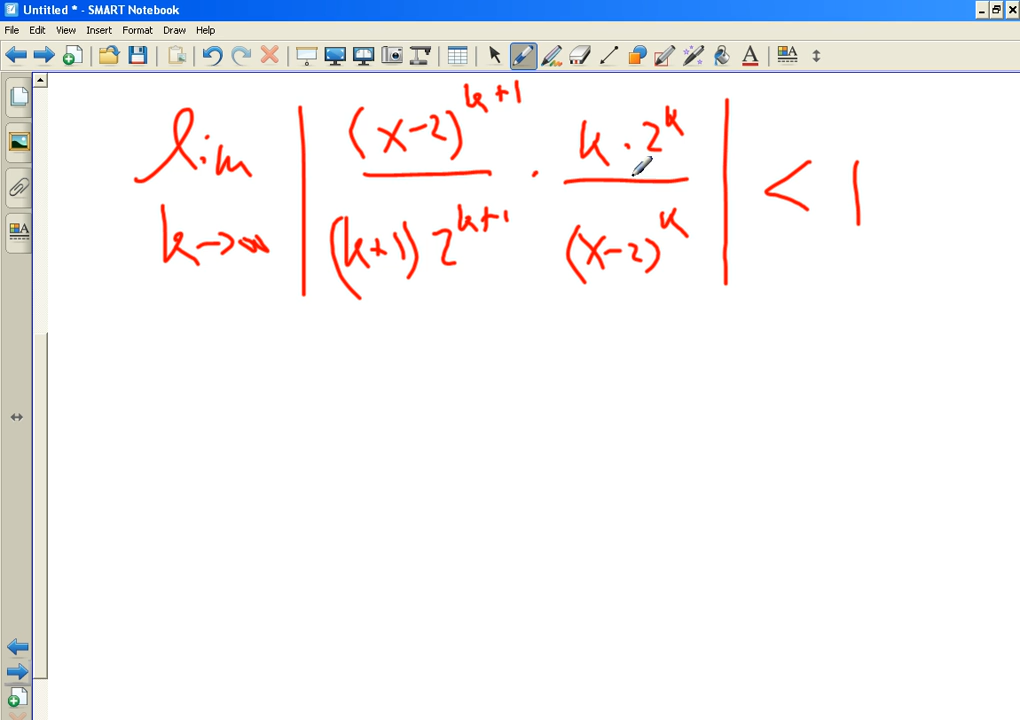 Untitled * - SMART Notebook
File Edit View Insert Format Draw Help
lim | (x-2)^{k+1} / (k+1) 2^{k+1} · k · 2^k / (x-2)^k | < 1
k→∞